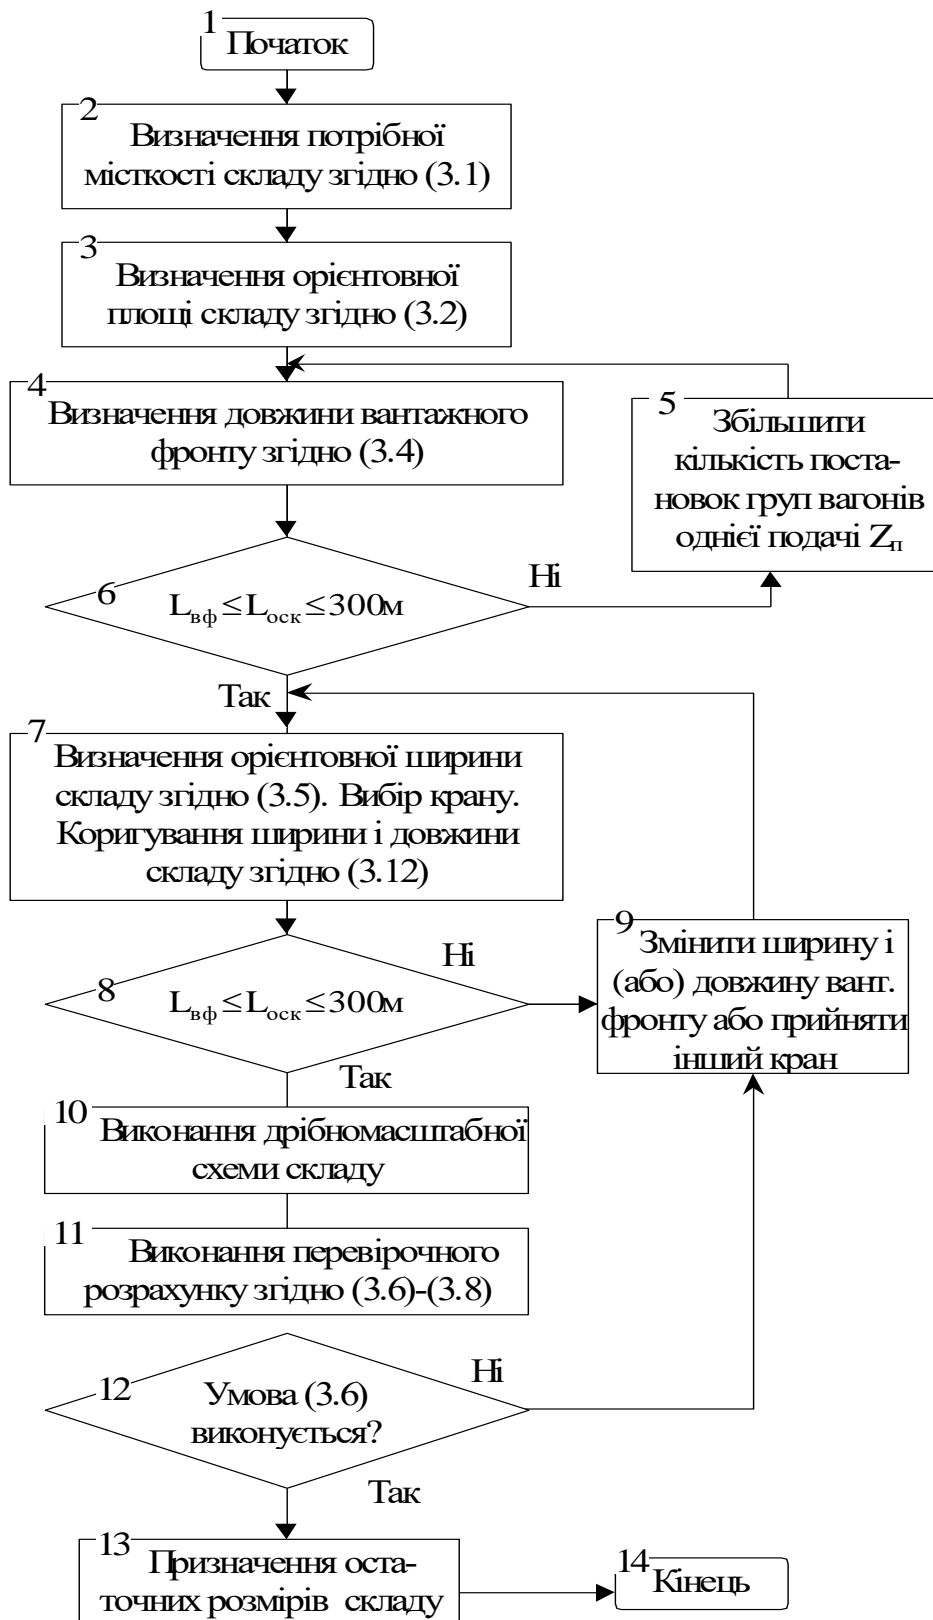 1
Початок
2
Визначення потрібної
місткості складу згідно (3.1)
3
Визначення орієнтовної
площі складу згідно (3.2)
4
Визначення довжини вантажного
фронту згідно (3.4)
5
Збільшити
кількість поста-
новок груп вагонів
однієї подачі Zп
6
Lвф ≤ Lоск ≤ 300м
Ні
Так
7
Визначення орієнтовної ширини
складу згідно (3.5). Вибір крану.
Коригування ширини і довжини
складу згідно (3.12)
8
Lвф ≤ Lоск ≤ 300м
Ні
Так
9
Змінити ширину і
(або) довжину вант.
фронту або прийняти
інший кран
10
Виконання дрібномасштабної
схеми складу
11
Виконання перевірочного
розрахунку згідно (3.6)-(3.8)
12
Умова (3.6)
виконується?
Ні
Так
13
Призначення оста-
точних розмірів складу
14
Кінець